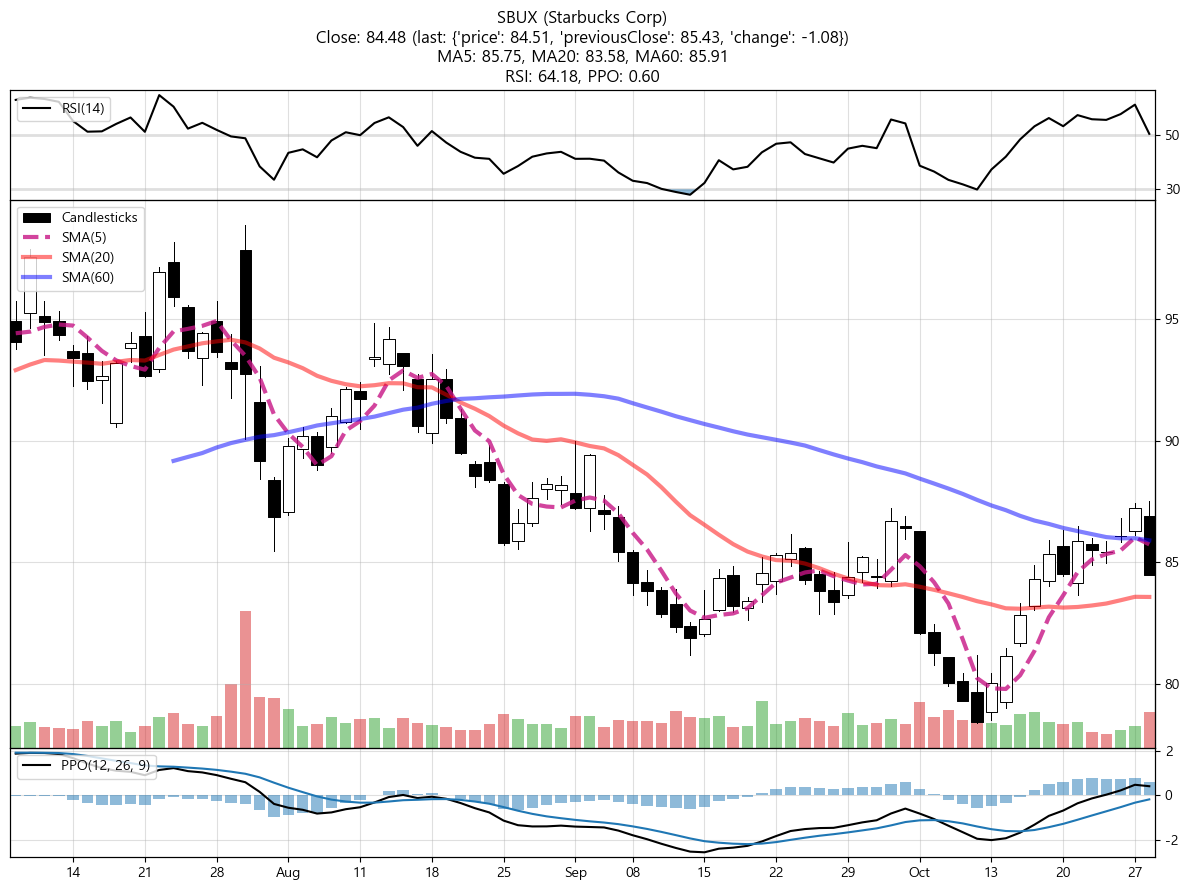 SBUX (Starbucks Corp)
Close: 84.48 (last: {'price': 84.51, 'previousClose': 85.43, 'change': -1.08})
MA5: 85.75, MA20: 83.58, MA60: 85.91
RSI: 64.18, PPO: 0.60
RSI(14)
50
30
Candlesticks
SMA(5)
SMA(20)
SMA(60)
95
90
85
80
PPO(12, 26, 9)
2
0
-2
14 21 28 Aug 11 18 25 Sep 08 15 22 29 Oct 13 20 27